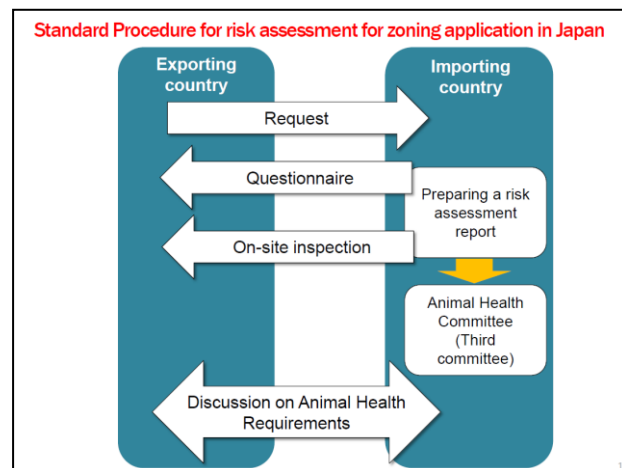 Standard Procedure for risk assessment for zoning application in Japan
Exporting
country
Importing
country
Request
Questionnaire
Preparing a risk
assessment
report
On-site inspection
Animal Health
Committee
(Third
committee)
Discussion on Animal Health
Requirements
1